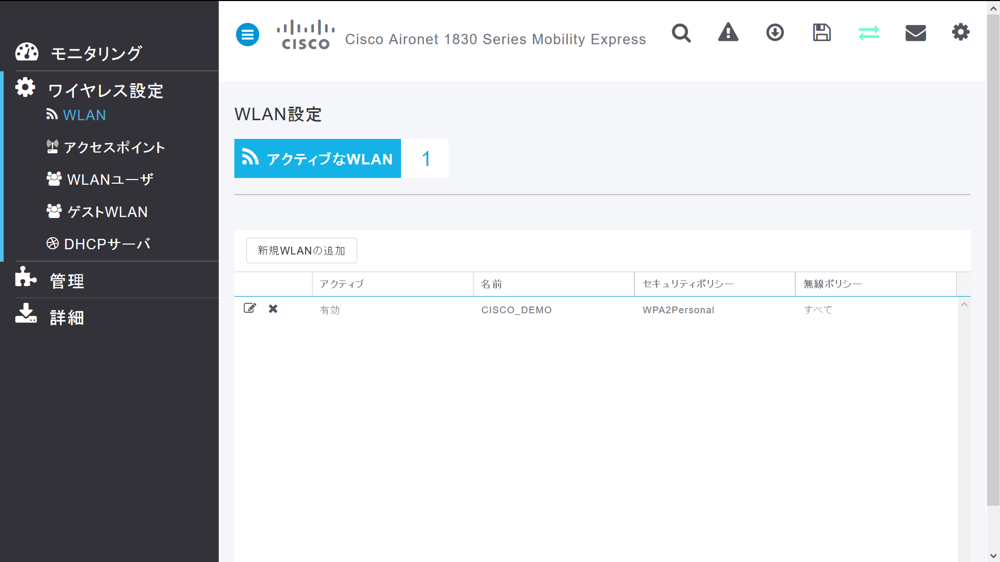 モニタリング
ワイヤレス設定
WLAN
アクセスポイント
WLANユーザ
ゲストWLAN
DHCPサーバ
管理
詳細
CISCO
Cisco Aironet 1830 Series Mobility Express
WLAN設定
アクティブなWLAN 1
新規WLANの追加
アクティブ 名前 セキュリティポリシー 無線ポリシー
有効 CISCO_DEMO WPA2Personal すべて